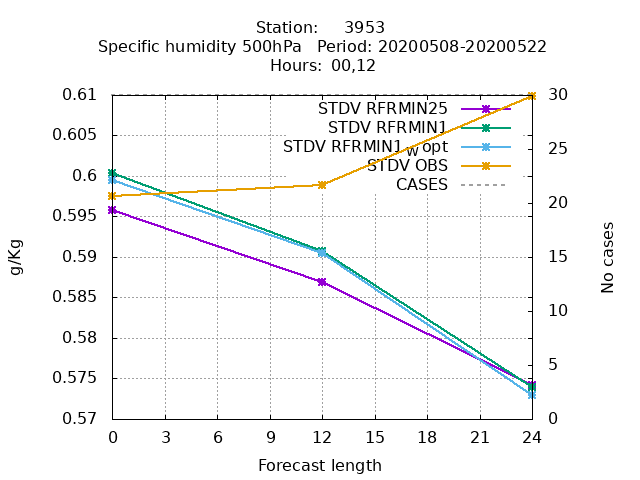 Station: 3953
Specific humidity 500hPa Period: 20200508-20200522
Hours: 00,12
STDV RFRMIN25
STDV RFRMIN1
STDV RFRMIN1_w opt
STDV OBS
CASES
g/Kg
0.61
0.605
0.6
0.595
0.59
0.585
0.58
0.575
0.57
No cases
30
25
20
15
10
5
0
0 3 6 9 12 15 18 21 24
Forecast length